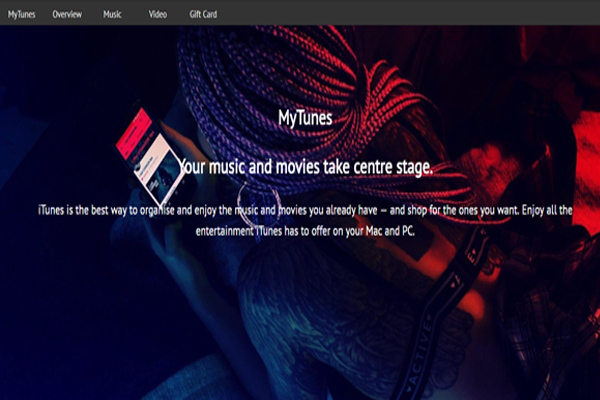 MyTunes Overview Music Video Gift Card
MyTunes
Your music and movies take centre stage.
iTunes is the best way to organise and enjoy the music and movies you already have — and shop for the ones you want. Enjoy all the
entertainment iTunes has to offer on your Mac and PC.
ACTIVE